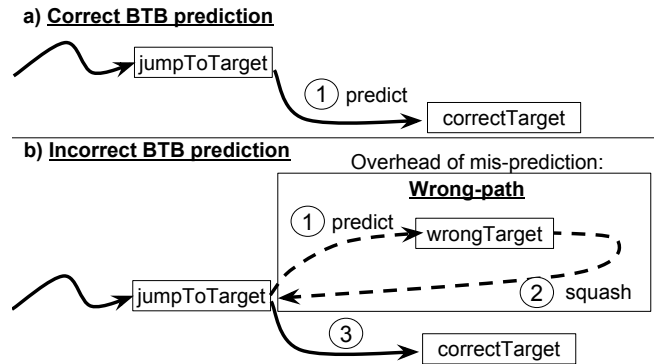 a) Correct BTB prediction
jumpToTarget
1 predict
correctTarget
b) Incorrect BTB prediction
Overhead of mis-prediction:
Wrong-path
1 predict
wrongTarget
2 squash
jumpToTarget
3
correctTarget